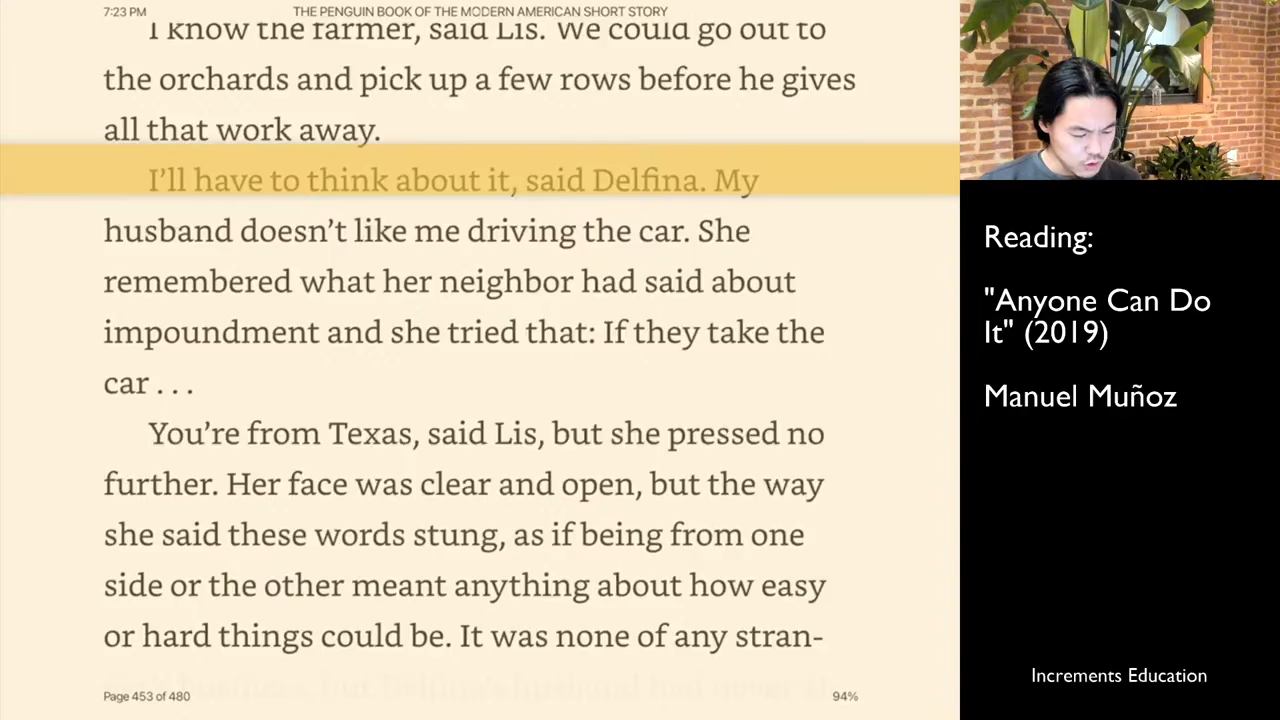 7:23 PM
THE PENGUIN BOOK OF THE MODERN AMERICAN SHORT STORY
I know the farmer, said Lis. We could go out to
the orchards and pick up a few rows before he gives
all that work away.
I’ll have to think about it, said Delfina. My
husband doesn’t like me driving the car. She
remembered what her neighbor had said about
impoundment and she tried that: If they take the
car . . .
You’re from Texas, said Lis, but she pressed no
further. Her face was clear and open, but the way
she said these words stung, as if being from one
side or the other meant anything about how easy
or hard things could be. It was none of any stran-
Page 453 of 480
94%
Reading:
"Anyone Can Do
It" (2019)
Manuel Muñoz
Increments Education